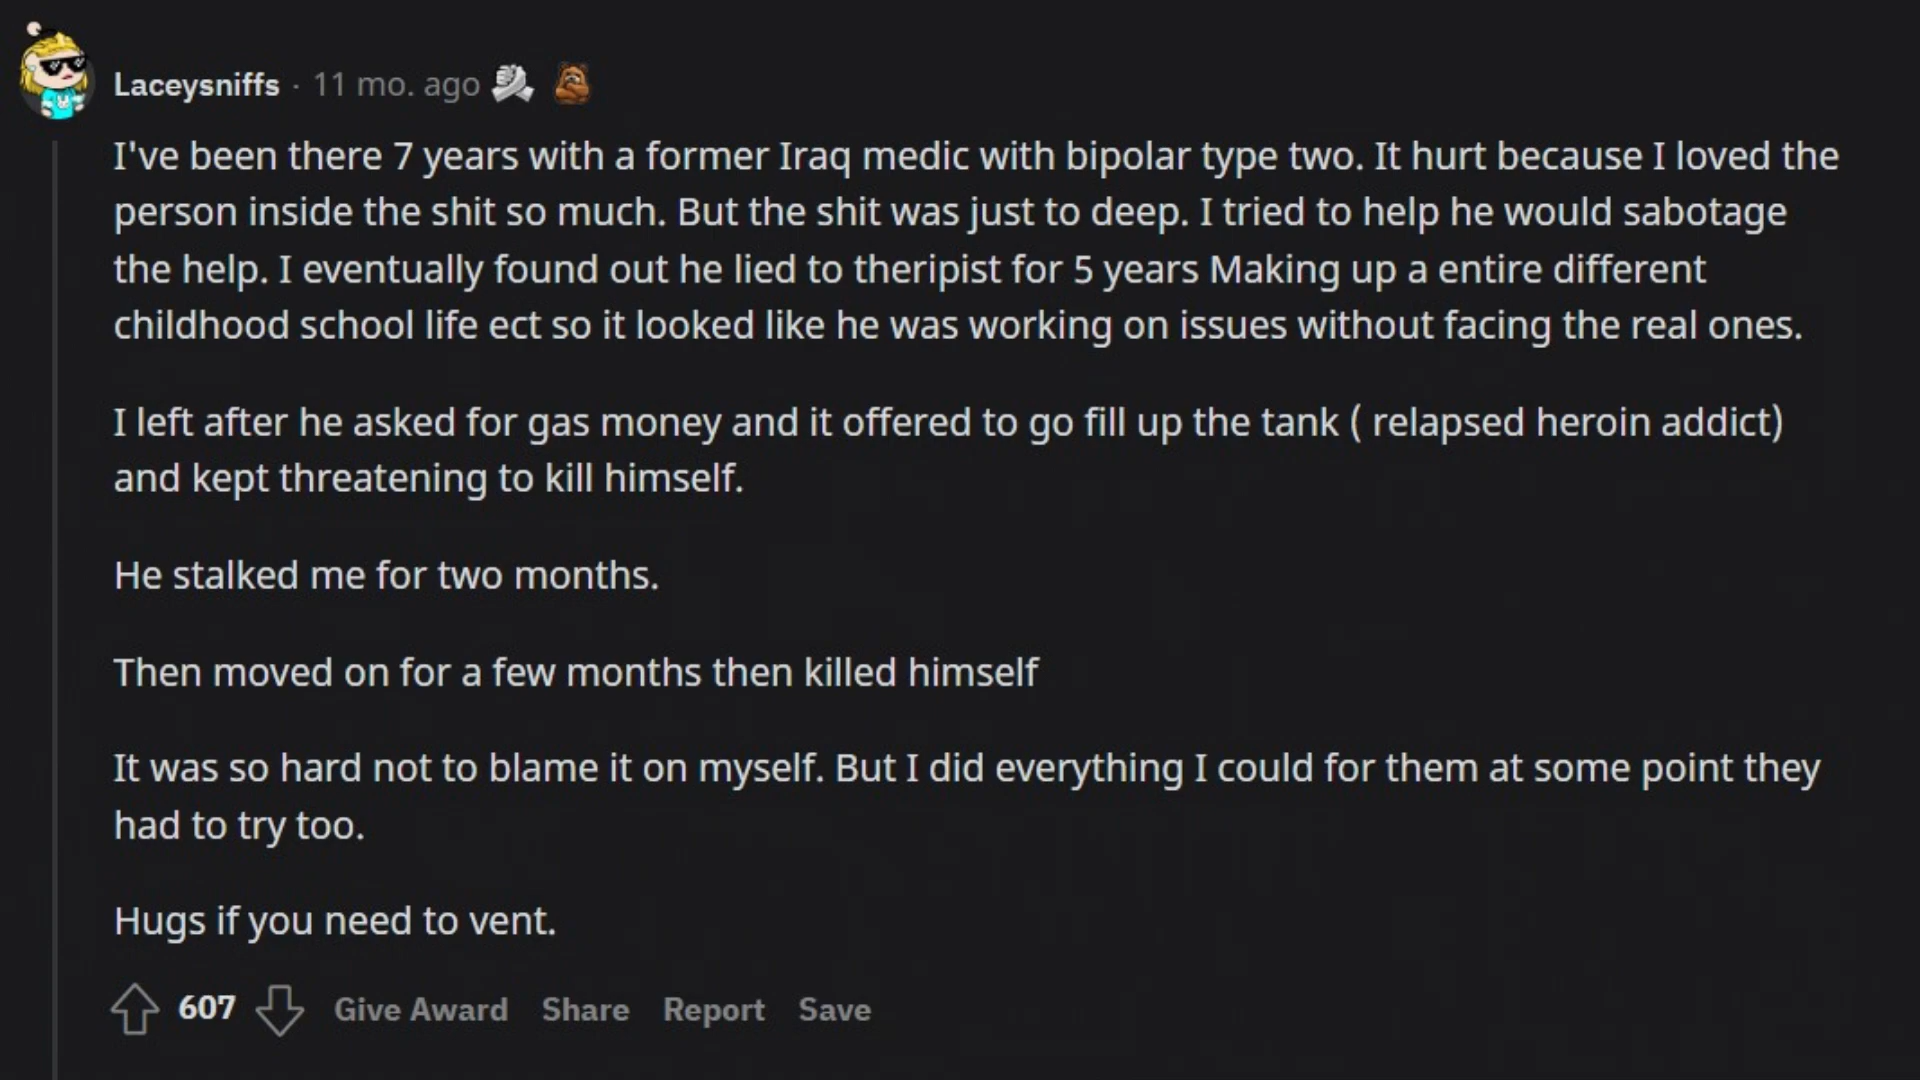 Laceysniffs · 11 mo. ago
I've been there 7 years with a former Iraq medic with bipolar type two. It hurt because I loved the
person inside the shit so much. But the shit was just to deep. I tried to help he would sabotage
the help. I eventually found out he lied to theripist for 5 years Making up a entire different
childhood school life ect so it looked like he was working on issues without facing the real ones.
I left after he asked for gas money and it offered to go fill up the tank ( relapsed heroin addict)
and kept threatening to kill himself.
He stalked me for two months.
Then moved on for a few months then killed himself
It was so hard not to blame it on myself. But I did everything I could for them at some point they
had to try too.
Hugs if you need to vent.
607 Give Award Share Report Save